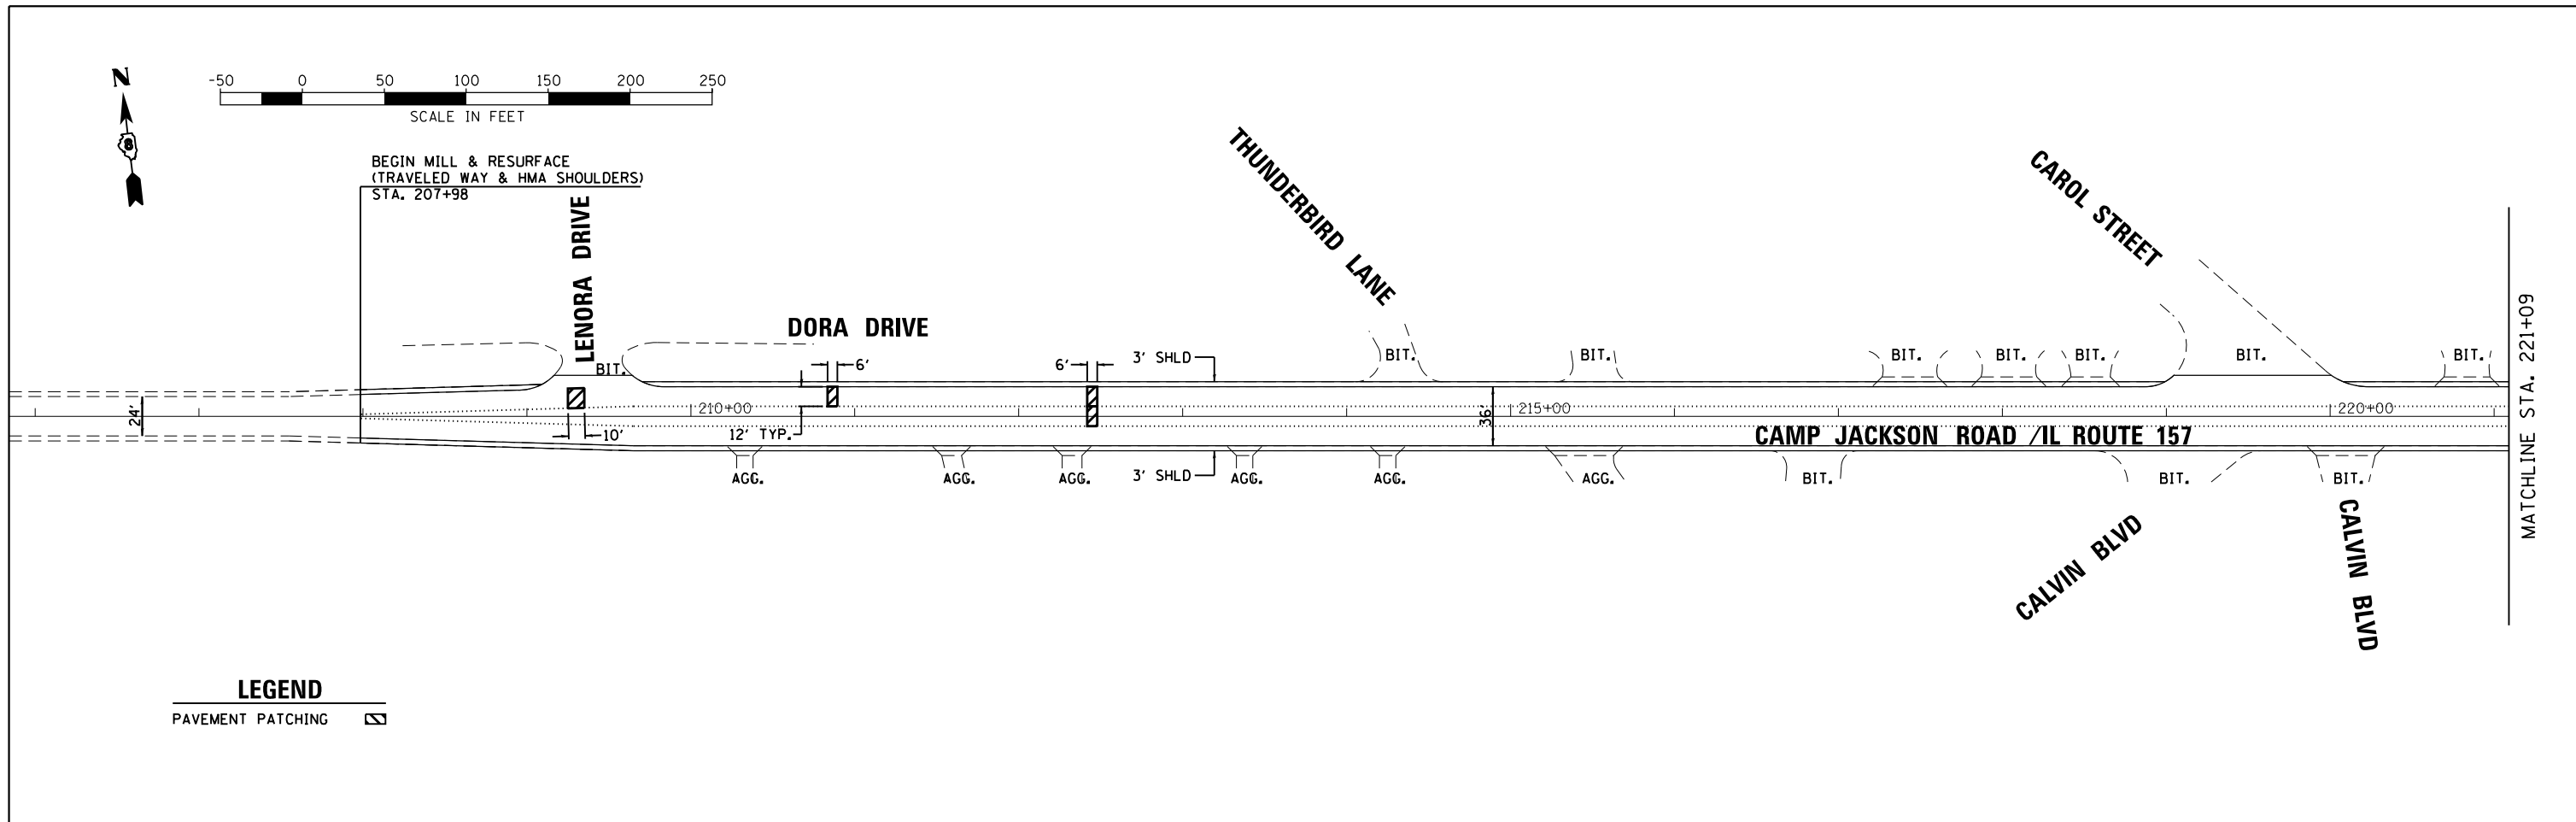 N
-50 0 50 100 150 200 250
SCALE IN FEET
8
BEGIN MILL & RESURFACE
(TRAVELED WAY & HMA SHOULDERS)
STA. 207+98
LENORA DRIVE
THUNDERBIRD LANE
CAROL STREET
MATCHLINE STA. 221+09
DORA DRIVE
BIT.
6'
6'
3' SHLD
BIT.
BIT.
BIT.
BIT.
BIT.
BIT.
BIT.
24'
10'
12' TYP.
210+00
36'
215+00
220+00
CAMP JACKSON ROAD /IL ROUTE 157
3' SHLD
AGG.
AGG.
AGG.
AGG.
AGG.
AGG.
BIT.
BIT.
BIT.
CALVIN BLVD
CALVIN BLVD
LEGEND
PAVEMENT PATCHING